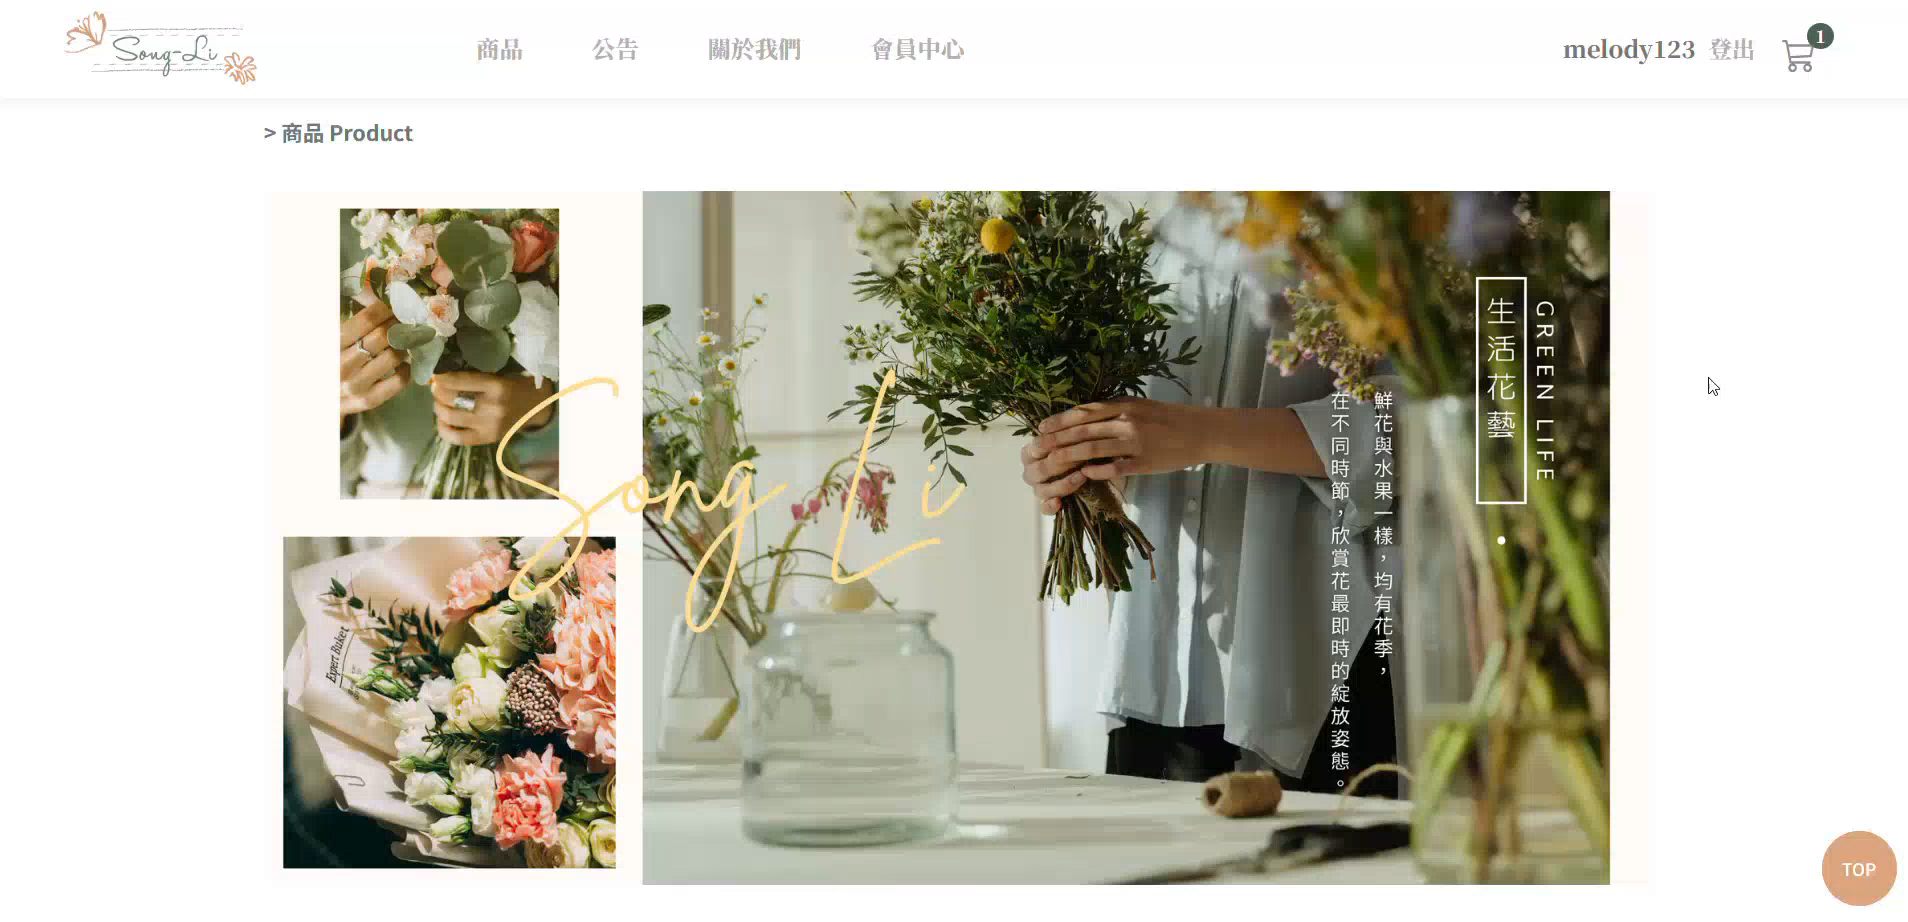 Song-Li
商品
公告
關於我們
會員中心
melody123 登出
1
> 商品 Product
Song Li
GREEN LIFE
生活花藝
鮮花與水果一樣，均有花季，
在不同時節，欣賞花最即時的綻放姿態。
Expert Buket
TOP